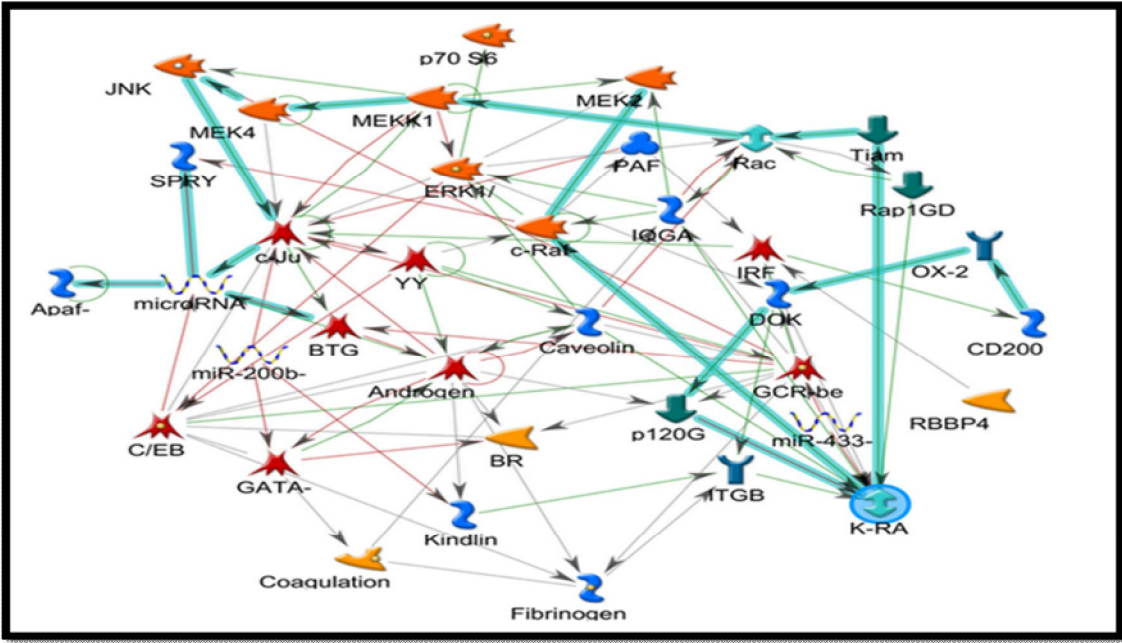 p70 S6
JNK
MEK2
MEKK1
MEK4
PAF
Rac
Tiam
SPRY
ERK1/
Rap1GD
IQGA
c-Raf-
c-Ju
IRF
OX-2
YY
Apaf-
microRNA
DOK
BTG
Caveolin
CD200
miR-200b-
Androgen
GCR-be
RBBP4
p120G
miR-433-
C/EB
BR
GATA-
ITGB
K-RA
Kindlin
Coagulation
Fibrinogen